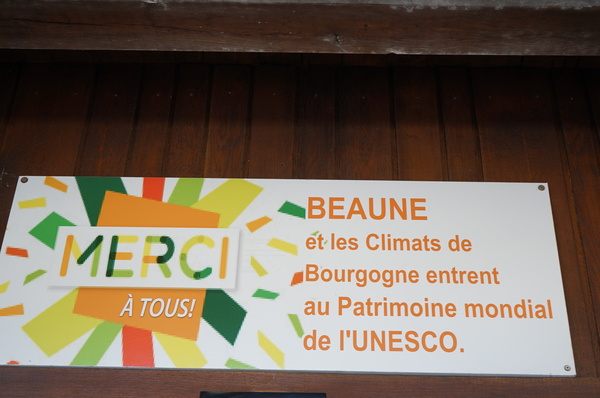 MERCI
À TOUS!
BEAUNE
et les Climats de
Bourgogne entrent
au Patrimoine mondial
de l'UNESCO.